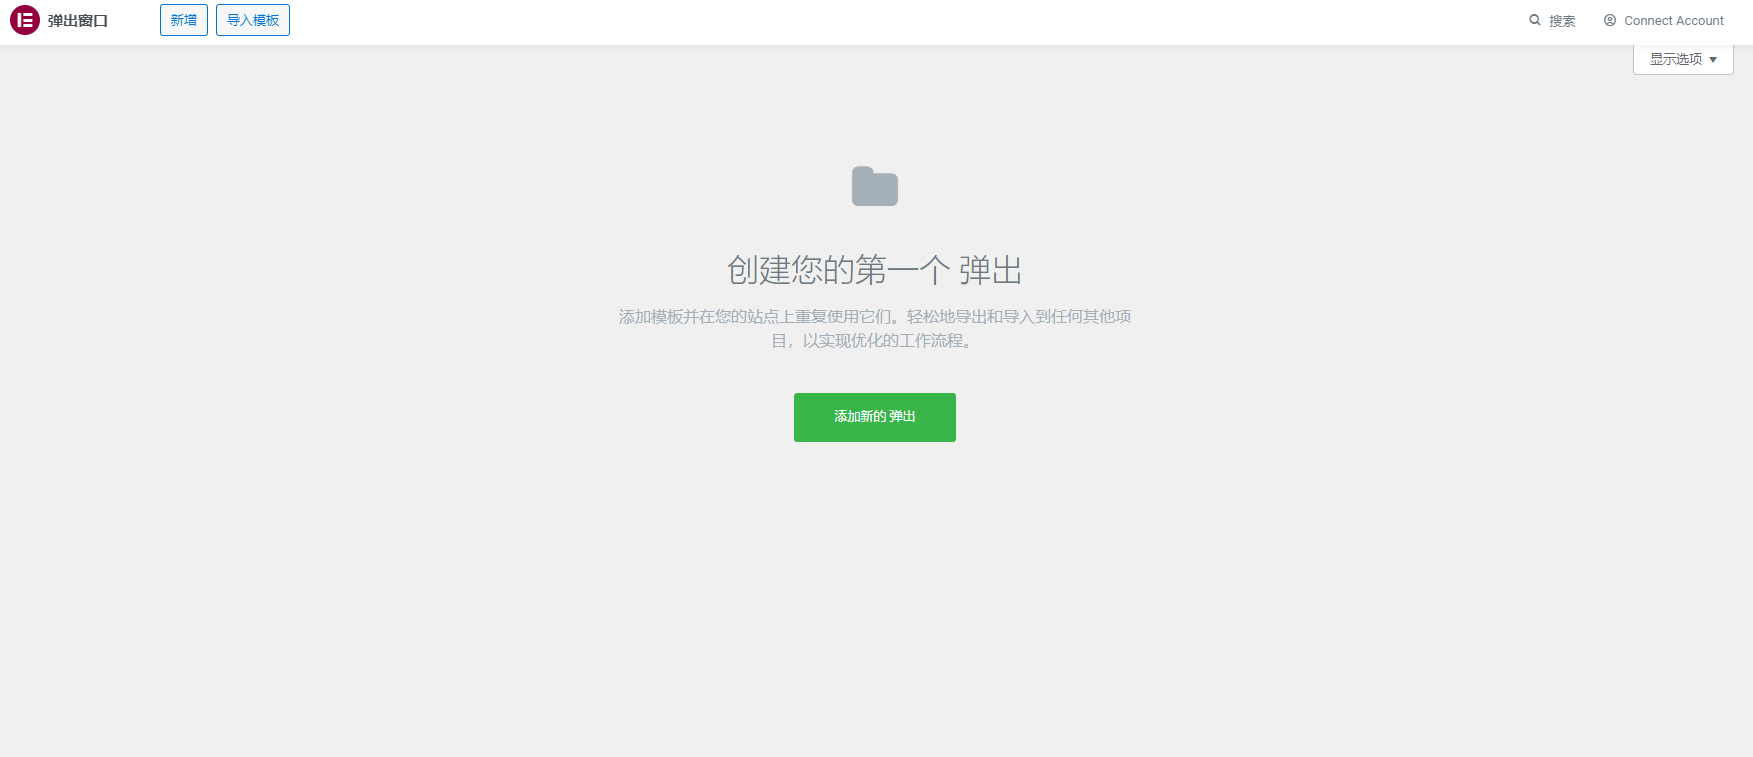 弹出窗口
新增
导入模板
搜索
Connect Account
显示选项
创建您的第一个 弹出
添加模板并在您的站点上重复使用它们。轻松地导出和导入到任何其他项
目，以实现优化的工作流程。
添加新的 弹出